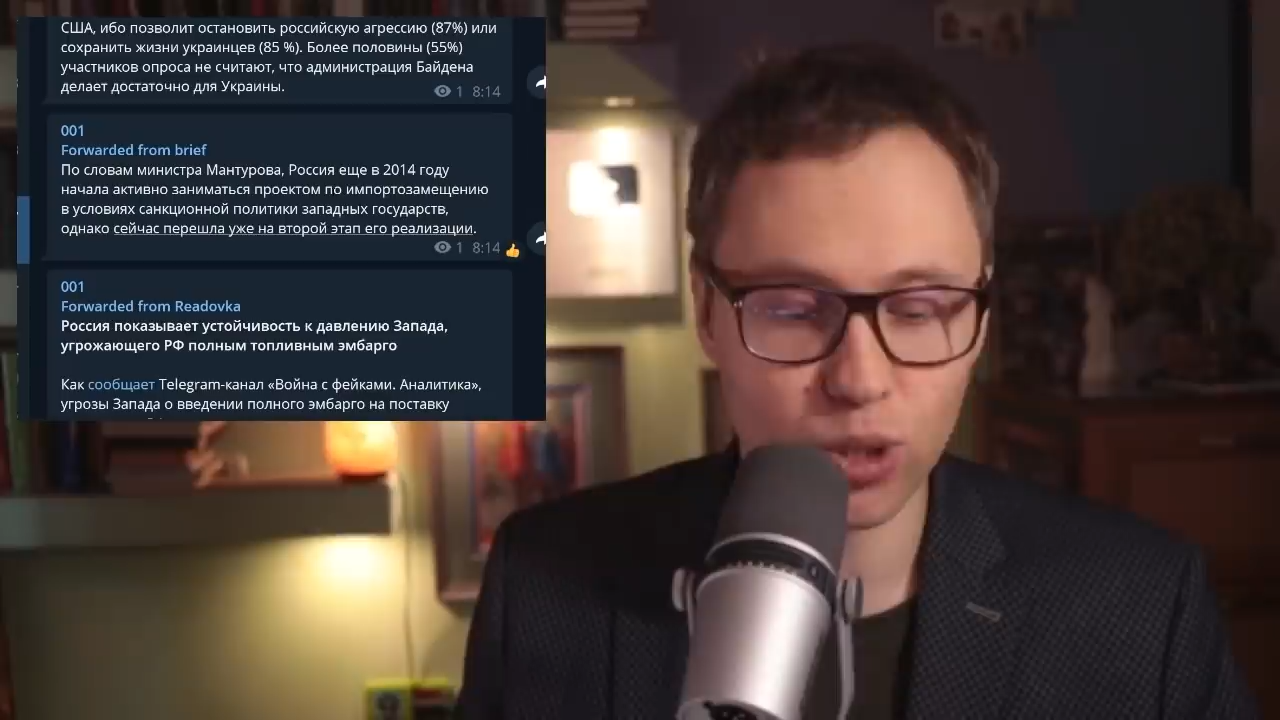 США, ибо позволит остановить российскую агрессию (87%) или
сохранить жизни украинцев (85 %). Более половины (55%)
участников опроса не считают, что администрация Байдена
делает достаточно для Украины.
1 8:14
001
Forwarded from brief
По словам министра Мантурова, Россия еще в 2014 году
начала активно заниматься проектом по импортозамещению
в условиях санкционной политики западных государств,
однако сейчас перешла уже на второй этап его реализации.
1 8:14
001
Forwarded from Readovka
Россия показывает устойчивость к давлению Запада,
угрожающего РФ полным топливным эмбарго
Как сообщает Telegram-канал «Война с фейками. Аналитика»,
угрозы Запада о введении полного эмбарго на поставку